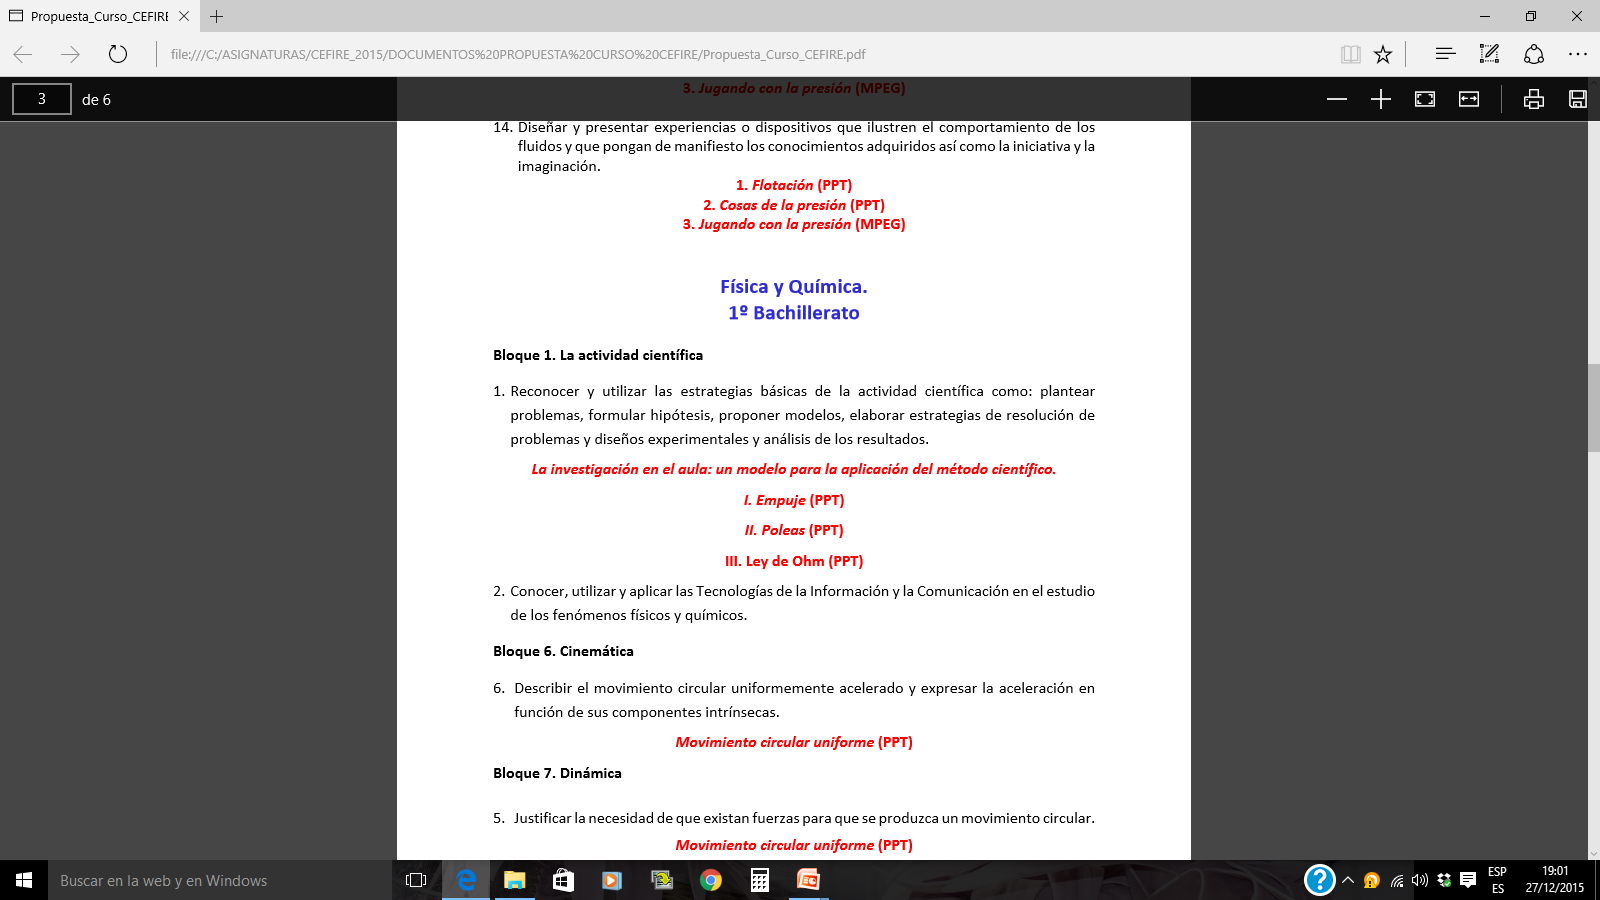 Propuesta_Curso_CEFIRE
file:///C:/ASIGNATURAS/CEFIRE_2015/DOCUMENTOS%20PROPUESTA%20CURSO%20CEFIRE/Propuesta_Curso_CEFIRE.pdf
3 de 6
3. Jugando con la presión (MPEG)
14. Diseñar y presentar experiencias o dispositivos que ilustren el comportamiento de los
fluidos y que pongan de manifiesto los conocimientos adquiridos así como la iniciativa y la
imaginación.
1. Flotación (PPT)
2. Cosas de la presión (PPT)
3. Jugando con la presión (MPEG)
Física y Química.
1º Bachillerato
Bloque 1. La actividad científica
1. Reconocer y utilizar las estrategias básicas de la actividad científica como: plantear
problemas, formular hipótesis, proponer modelos, elaborar estrategias de resolución de
problemas y diseños experimentales y análisis de los resultados.
La investigación en el aula: un modelo para la aplicación del método científico.
I. Empuje (PPT)
II. Poleas (PPT)
III. Ley de Ohm (PPT)
2. Conocer, utilizar y aplicar las Tecnologías de la Información y la Comunicación en el estudio
de los fenómenos físicos y químicos.
Bloque 6. Cinemática
6. Describir el movimiento circular uniformemente acelerado y expresar la aceleración en
función de sus componentes intrínsecas.
Movimiento circular uniforme (PPT)
Bloque 7. Dinámica
5. Justificar la necesidad de que existan fuerzas para que se produzca un movimiento circular.
Movimiento circular uniforme (PPT)
Buscar en la web y en Windows
ESP
ES
19:01
27/12/2015